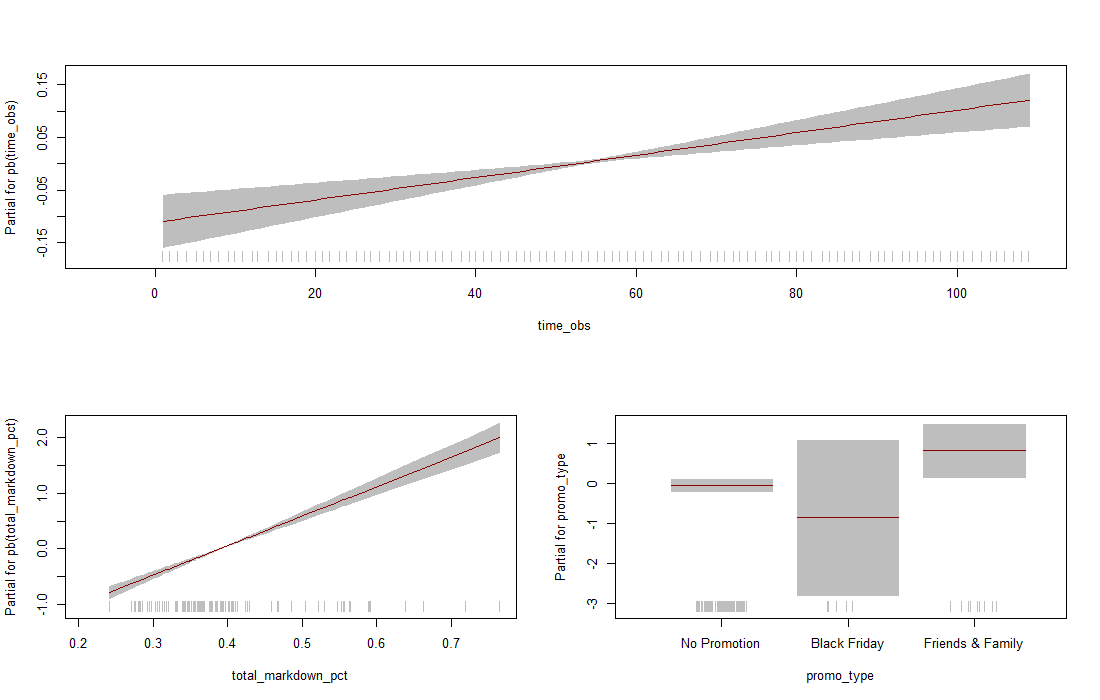 Partial for pb(time_obs)
0.15
0.05
-0.05
-0.15
0 20 40 60 80 100
time_obs
Partial for pb(total_markdown_pct)
2.0
1.0
0.0
-1.0
0.2 0.3 0.4 0.5 0.6 0.7
total_markdown_pct
Partial for promo_type
1
0
-1
-2
-3
No Promotion Black Friday Friends & Family
promo_type